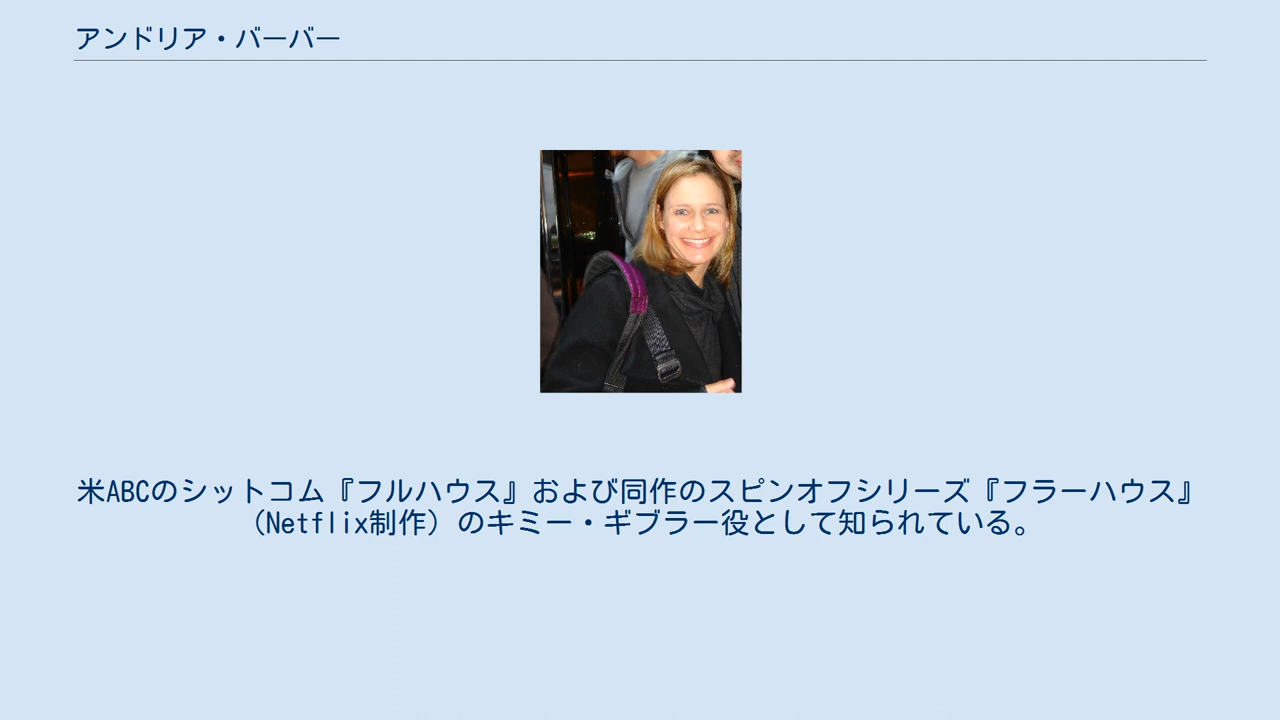 アンドリア・バーバー
米ABCのシットコム『フルハウス』および同作のスピンオフシリーズ『フラーハウス』
（Netflix制作）のキミー・ギブラー役として知られている。